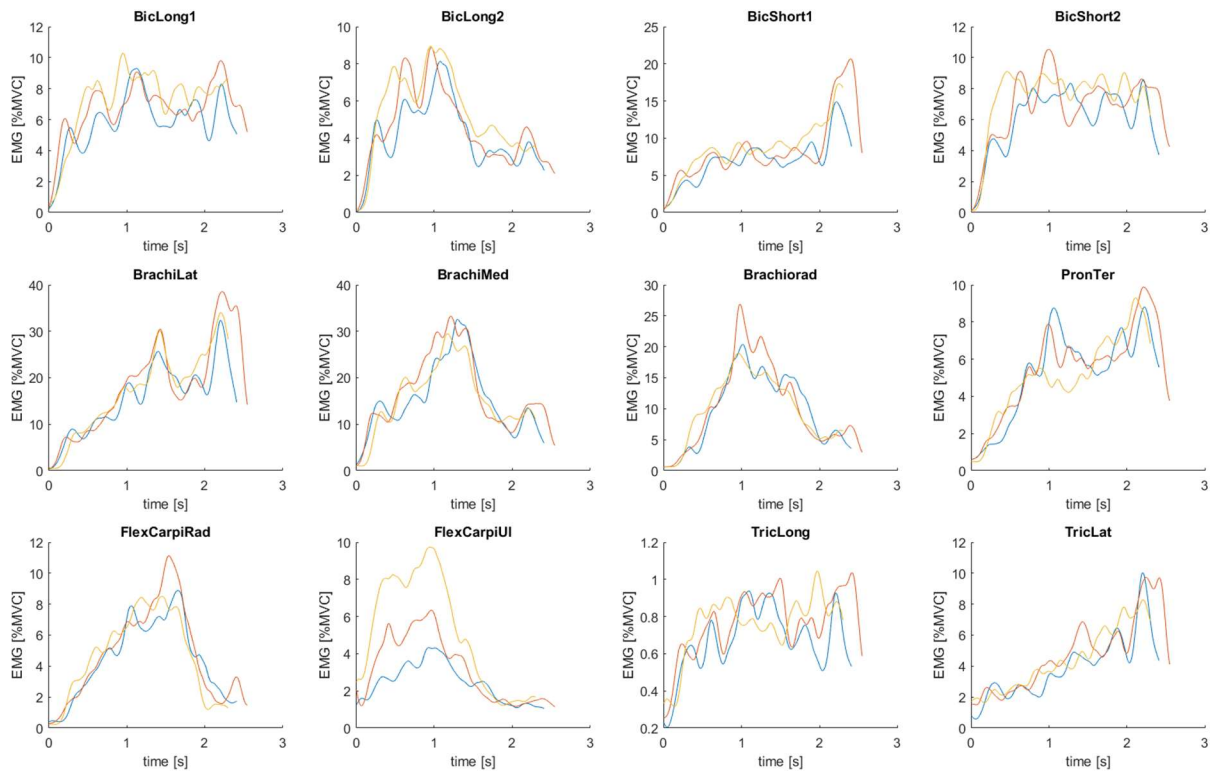 BicLong1
12
10
8
6
4
2
0
EMG [%MVC]
0 1 2 3
time [s]
BicLong2
10
8
6
4
2
0
EMG [%MVC]
0 1 2 3
time [s]
BicShort1
25
20
15
10
5
0
EMG [%MVC]
0 1 2 3
time [s]
BicShort2
12
10
8
6
4
2
0
EMG [%MVC]
0 1 2 3
time [s]
BrachiLat
40
30
20
10
0
EMG [%MVC]
0 1 2 3
time [s]
BrachiMed
40
30
20
10
0
EMG [%MVC]
0 1 2 3
time [s]
Brachiorad
30
25
20
15
10
5
0
EMG [%MVC]
0 1 2 3
time [s]
PronTer
10
8
6
4
2
0
EMG [%MVC]
0 1 2 3
time [s]
FlexCarpiRad
12
10
8
6
4
2
0
EMG [%MVC]
0 1 2 3
time [s]
FlexCarpiUl
10
8
6
4
2
0
EMG [%MVC]
0 1 2 3
time [s]
TricLong
1.2
1
0.8
0.6
0.4
0.2
EMG [%MVC]
0 1 2 3
time [s]
TricLat
12
10
8
6
4
2
0
EMG [%MVC]
0 1 2 3
time [s]